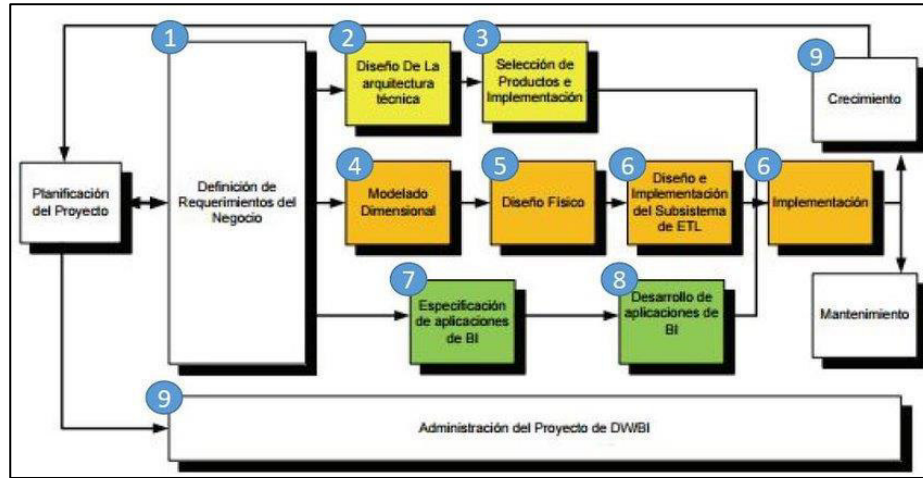 1
2
3
9
Diseño De La
arquitectura
técnica
Selección de
Productos e
Implementación
Crecimiento
Planificación
del Proyecto
Definición de
Requerimientos del
Negocio
4
5
6
6
Modelado
Dimensional
Diseño Físico
Diseño e
Implementación
del Subsistema
de ETL
Implementación
7
8
Especificación
de aplicaciones
de BI
Desarrollo de
aplicaciones de
BI
Mantenimiento
9
Administración del Proyecto de DW/BI